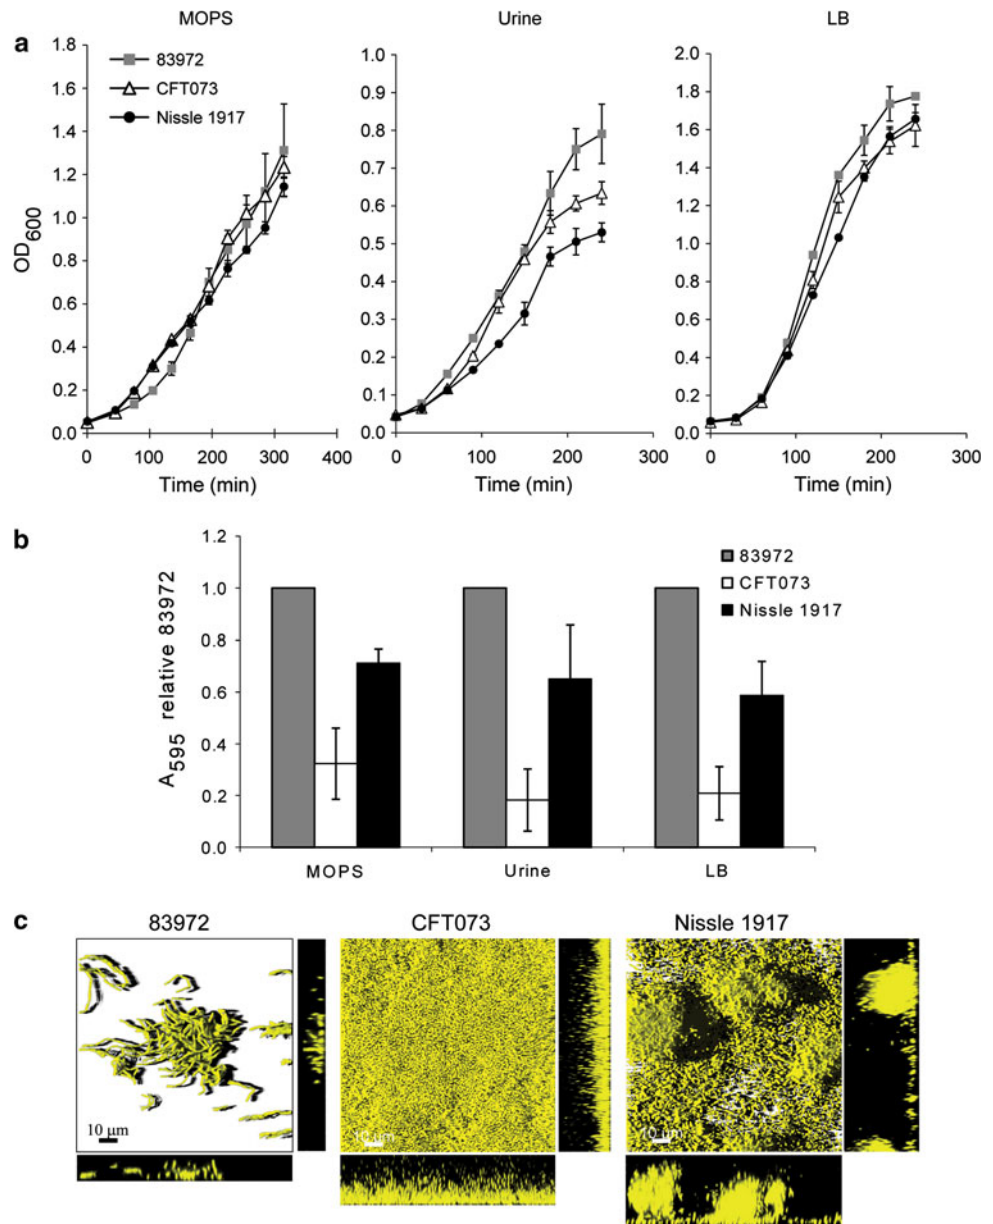 MOPS Urine LB
a
1.8 1.0 2.0
1.6 0.9 1.8
1.4 0.8 1.6
1.2 0.7 1.4
1.0 0.6 1.2
0.8 0.5 1.0
0.6 0.4 0.8
0.4 0.3 0.6
0.2 0.2 0.4
0.0 0.1 0.2
0.0 0.0
83972
CFT073
Nissle 1917
OD600
0 100 200 300 400 0 100 200 300 0 100 200 300
Time (min) Time (min) Time (min)
b
1.2
1.0
0.8
0.6
0.4
0.2
0.0
A595 relative 83972
83972
CFT073
Nissle 1917
MOPS Urine LB
c
83972 CFT073 Nissle 1917
10 µm 10 µm 10 µm